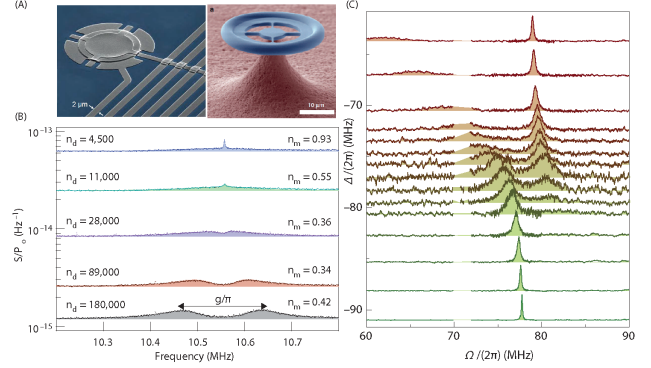 (A)
2 μm
a
10 μm
(B)
10⁻¹³
10⁻¹⁴
10⁻¹⁵
S/Pₒ (Hz⁻¹)
n_d = 4,500 n_m = 0.93
n_d = 11,000 n_m = 0.55
n_d = 28,000 n_m = 0.36
n_d = 89,000 n_m = 0.34
n_d = 180,000 g/π n_m = 0.42
10.3 10.4 10.5 10.6 10.7
Frequency (MHz)
(C)
−70
−80
−90
Δ/(2π) (MHz)
60 70 80 90
Ω/(2π) (MHz)